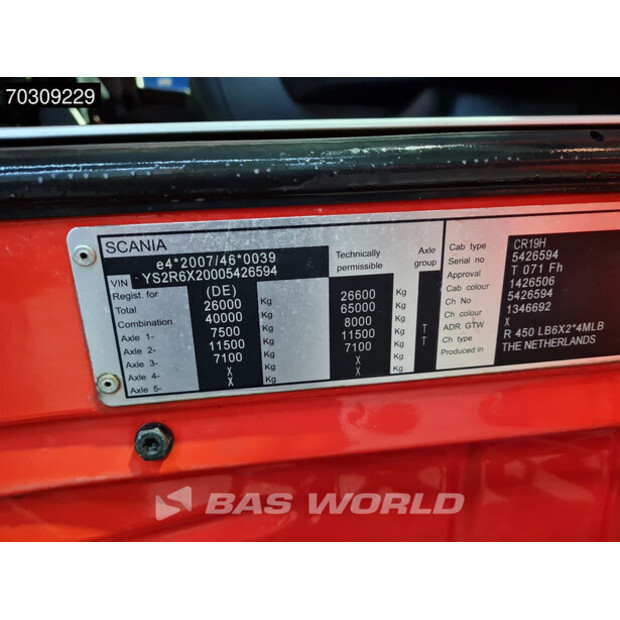 70309229
SCANIA
e4*2007/46*0039
VIN YS2R6X20005426594
Technically permissible
Axle group
Regist. for (DE)
Total 26000 Kg 26600 Kg
Combination 40000 Kg 65000 Kg
Axle 1- 7500 Kg 8000 Kg T
Axle 2- 11500 Kg 11500 Kg T
Axle 3- 7100 Kg 7100 Kg
Axle 4- X Kg X Kg
Axle 5- X Kg X Kg
Cab type CR19H
Serial no 5426594
Approval T 071 Fh
Cab colour 1426506
Ch No 5426594
Ch colour 1346692
ADR GTW X
Ch type R 450 LB6X2*4MLB
Produced in THE NETHERLANDS
BAS WORLD